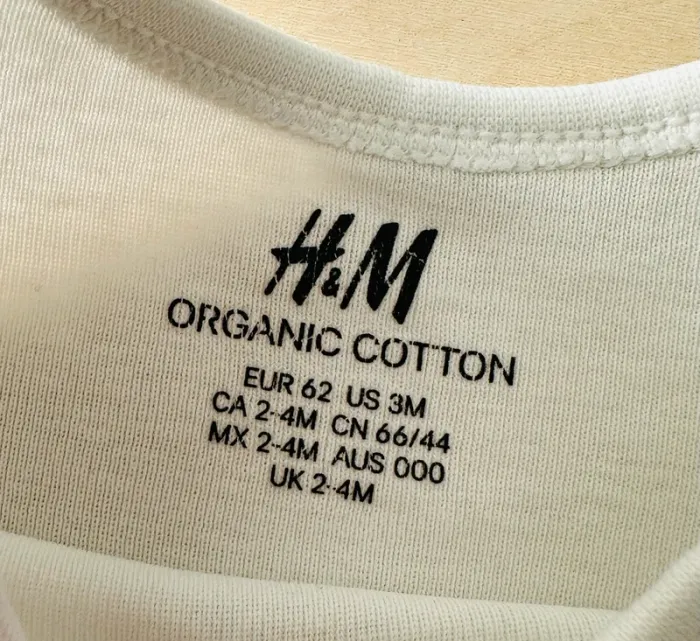 H&M
ORGANIC COTTON
EUR 62 US 3M
CA 2-4M CN 66/44
MX 2-4M AUS 000
UK 2-4M